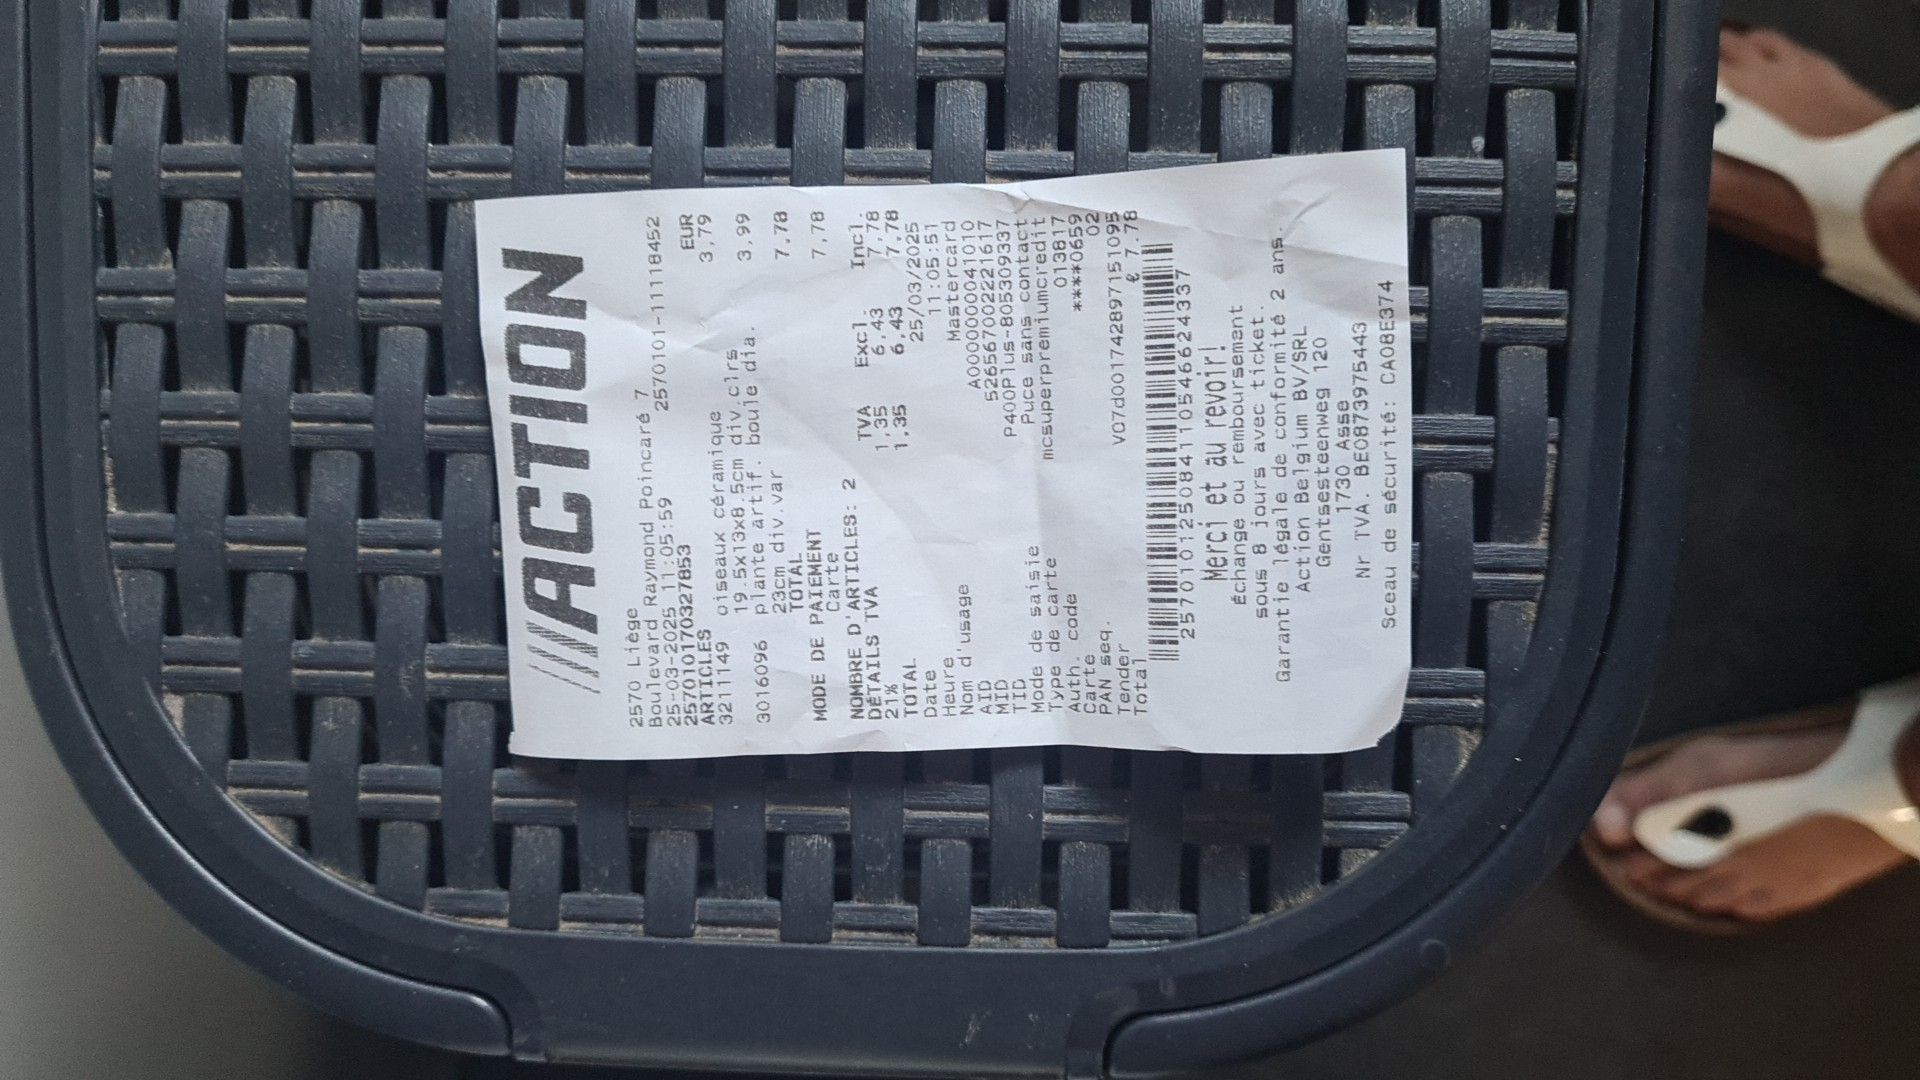 ACTION
2570 Liège
Boulevard Raymond Poincaré 7
25-03-2025 11:05:59 2570101-11118452
2570101703278​53
ARTICLES EUR
3211149 oiseaux céramique 3,79
19.5x13x8.5cm div.clrs.
3016096 plante artif. boule dia. 3,99
23cm div.var
TOTAL 7,78
MODE DE PAIEMENT
Carte 7,78
NOMBRE D'ARTICLES: 2
DÉTAILS TVA TVA Excl. Incl.
21% 1,35 6,43 7,78
TOTAL 1,35 6,43 7,78
Date 25/03/2025
Heure 11:05:51
Nom d'usage Mastercard
AID A0000000041010
MID 526567002221617
TID P400Plus-805309337
Mode de saisie Puce sans contact
Type de carte mcsuperpremiumcredit
Auth. code 013817
Carte ****0659
PAN seq. 02
Tender V07d001742897151095
Total € 7.78
2570101250841105466243​37
Merci et au revoir!
Échange ou remboursement
sous 8 jours avec ticket.
Garantie légale de conformité 2 ans.
Action Belgium BV/SRL
Gentsesteenweg 120
1730 Asse
Nr TVA. BE0873975443
Sceau de sécurité: CA08E374